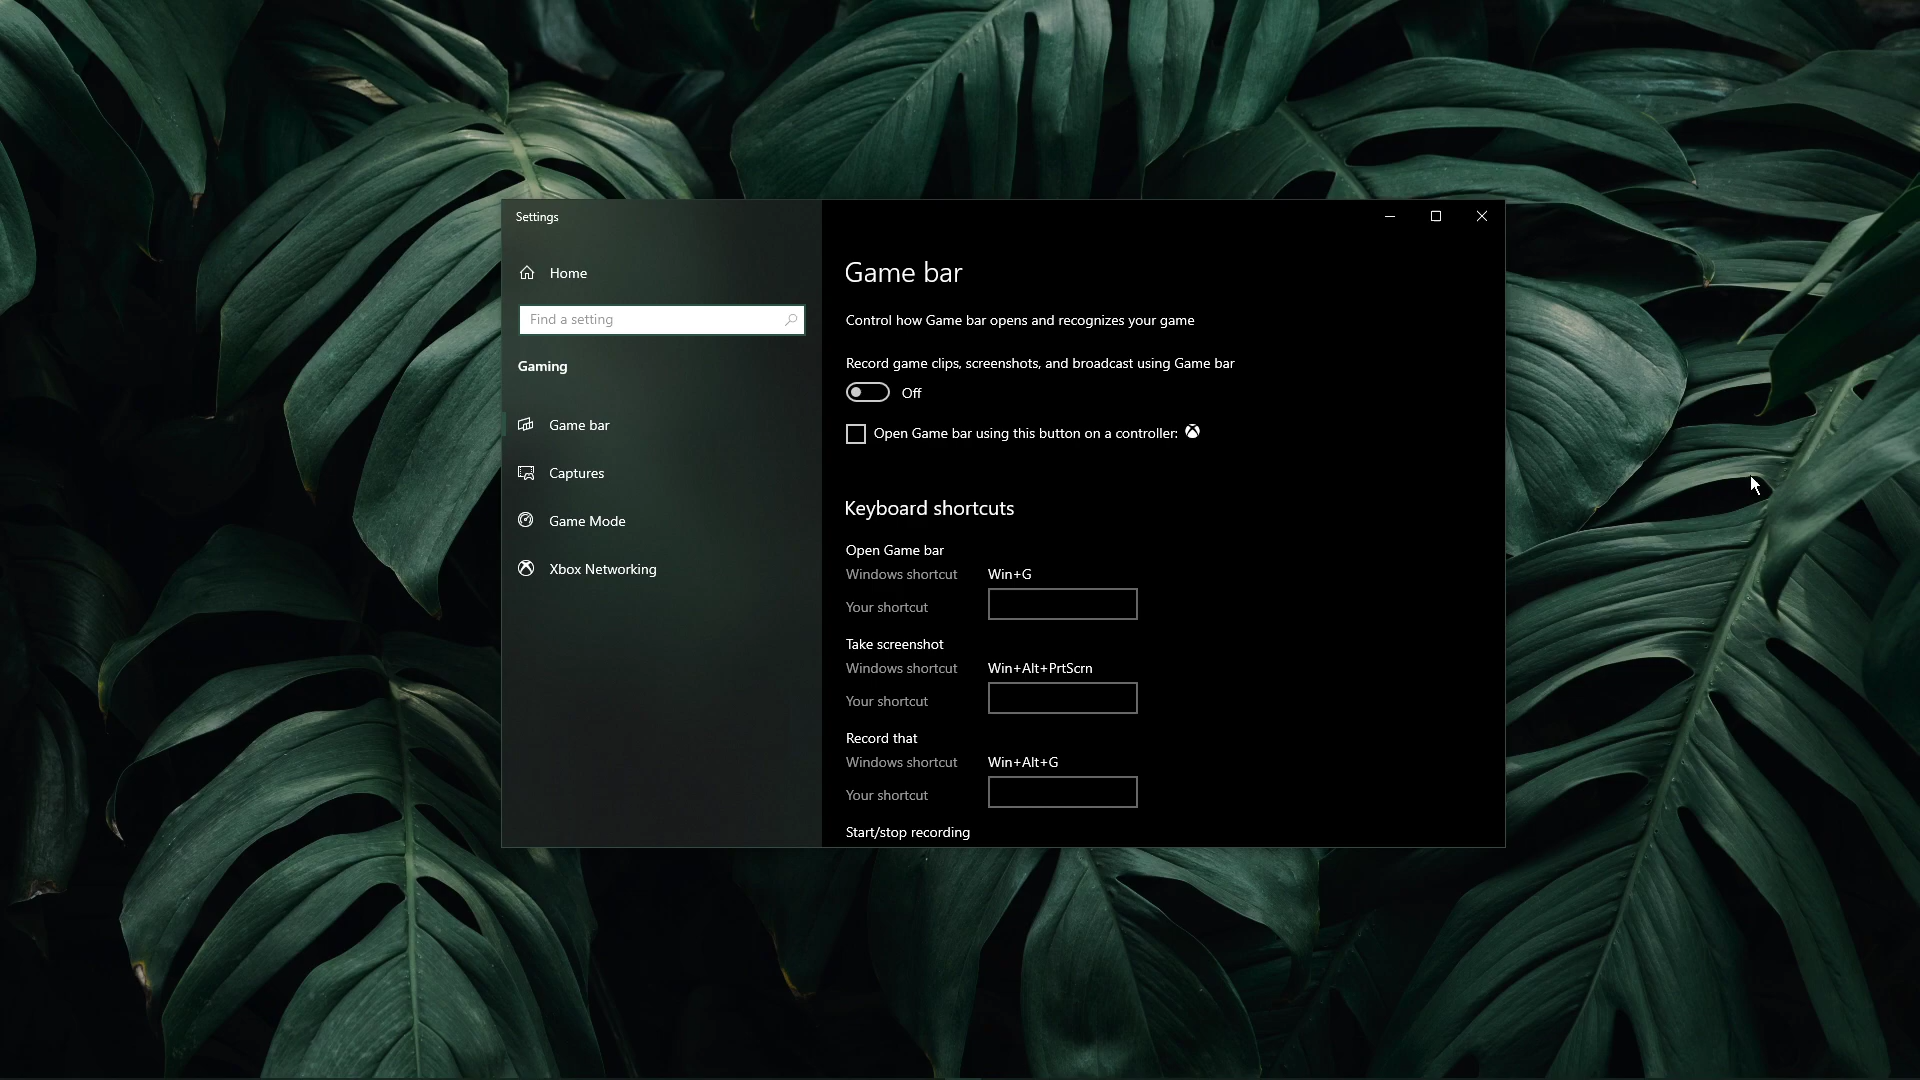 Settings
Home
Find a setting
Gaming
Game bar
Captures
Game Mode
Xbox Networking
Game bar
Control how Game bar opens and recognizes your game
Record game clips, screenshots, and broadcast using Game bar
Off
Open Game bar using this button on a controller:
Keyboard shortcuts
Open Game bar
Windows shortcut Win+G
Your shortcut
Take screenshot
Windows shortcut Win+Alt+PrtScrn
Your shortcut
Record that
Windows shortcut Win+Alt+G
Your shortcut
Start/stop recording